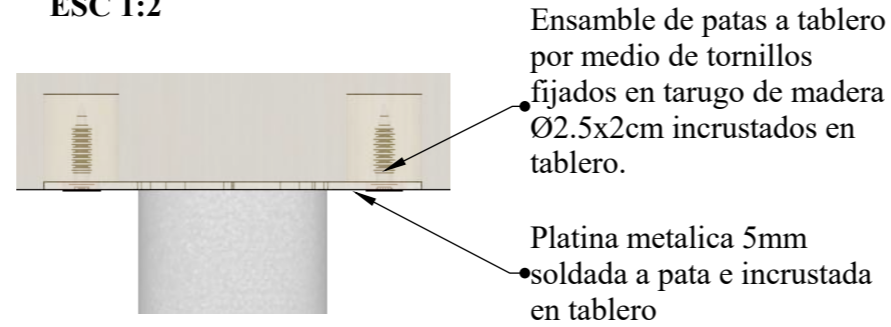 ESC 1:2
Ensamble de patas a tablero
por medio de tornillos
fijados en tarugo de madera
Ø2.5x2cm incrustados en
tablero.
Platina metalica 5mm
soldada a pata e incrustada
en tablero